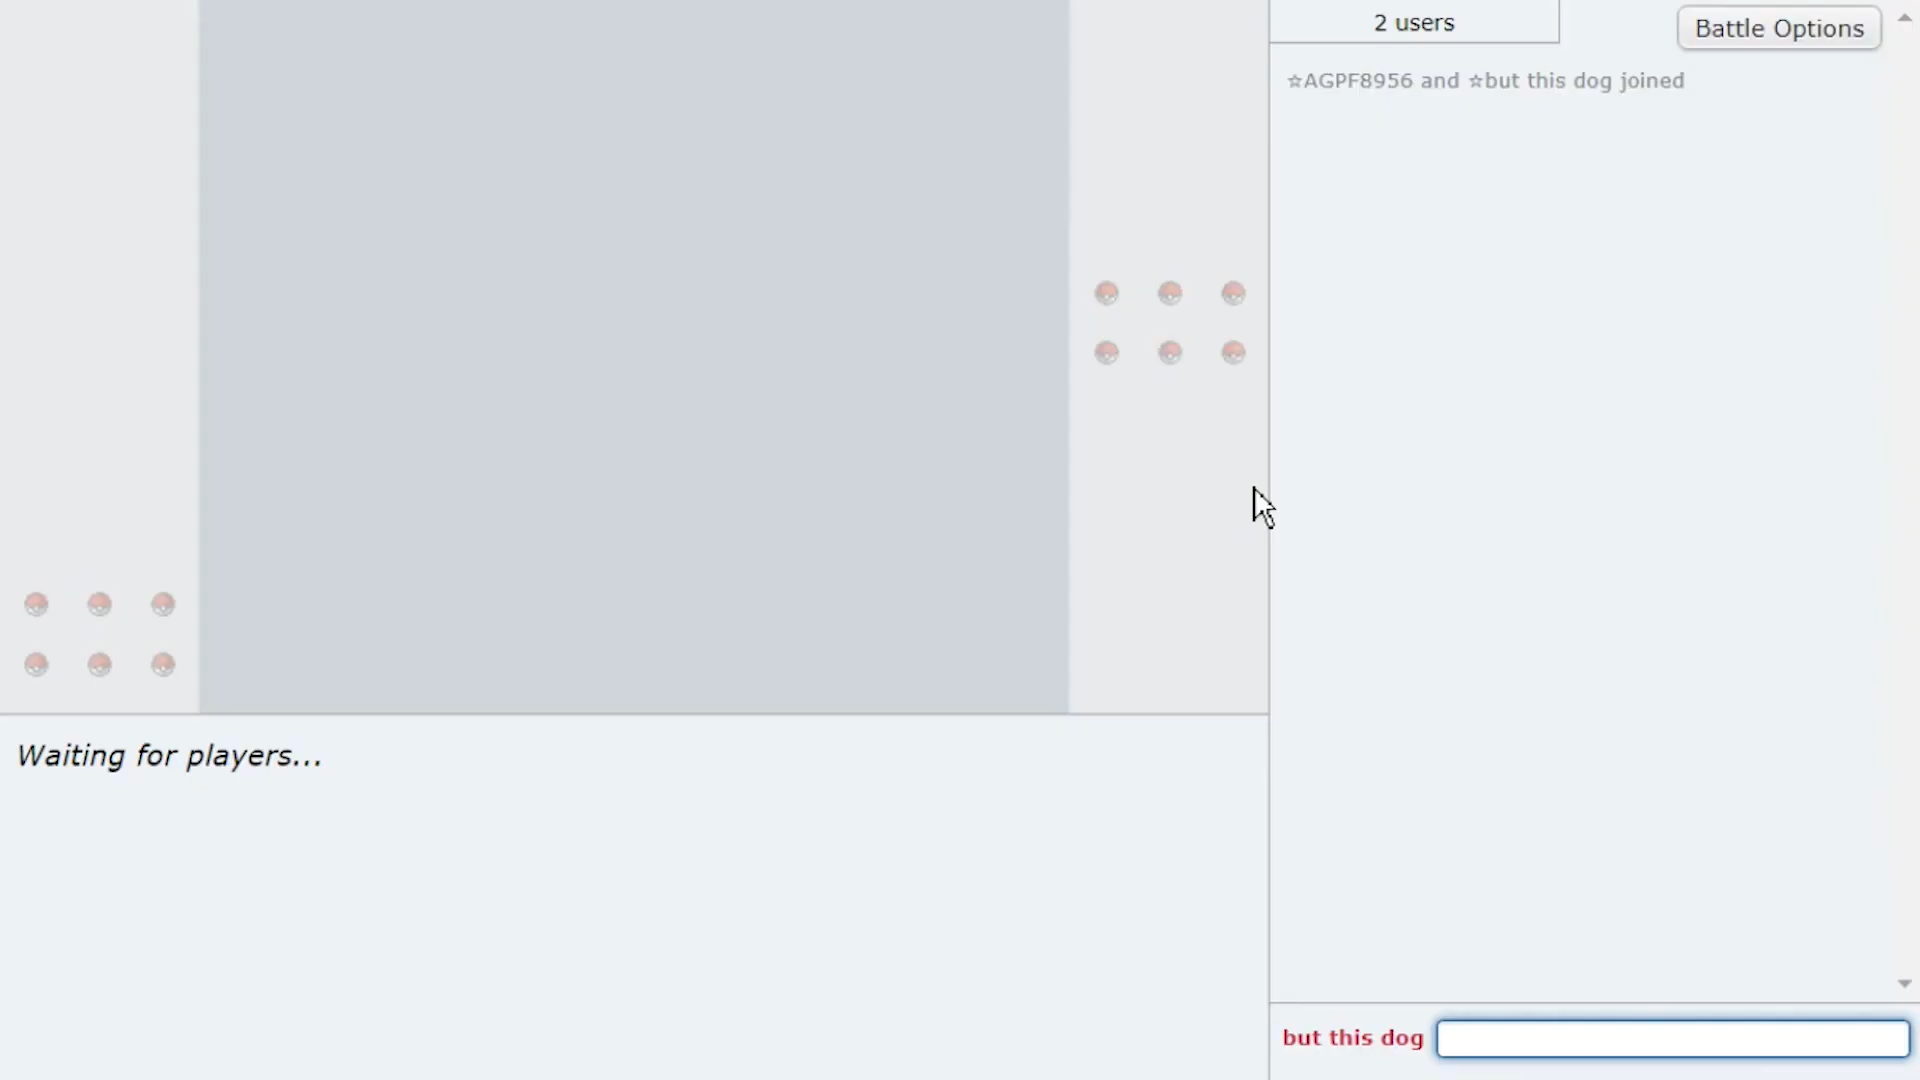 2 users
Battle Options
☆AGPF8956 and ☆but this dog joined
Waiting for players...
but this dog